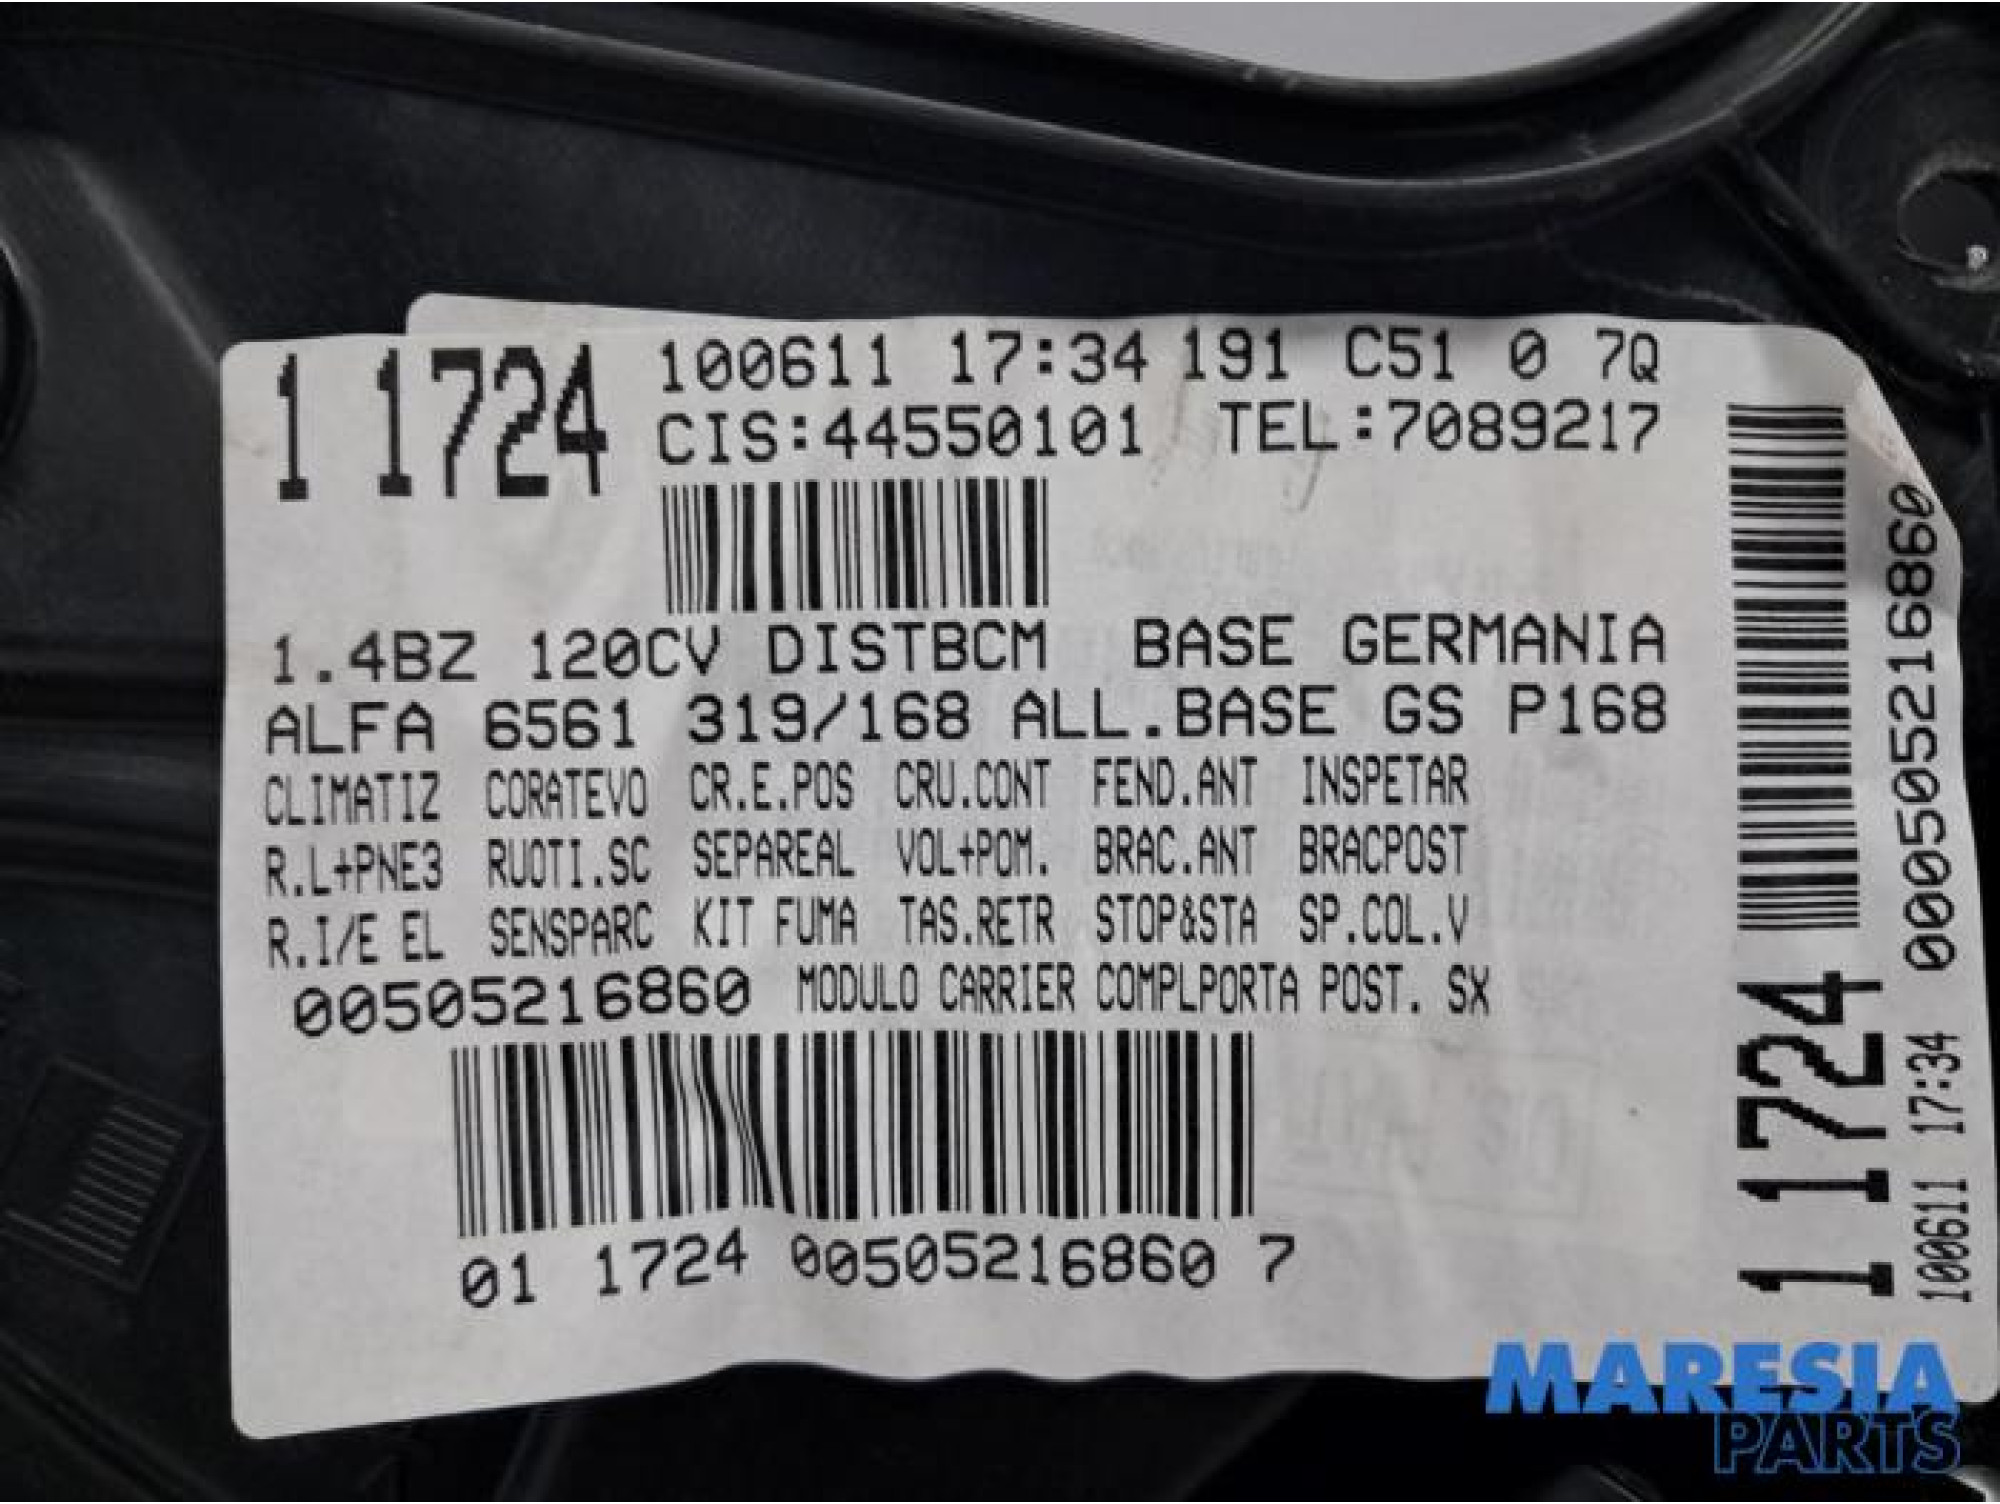 1 1724 100611 17:34 191 C51 0 7Q
CIS:44550101 TEL:7089217
1.4BZ 120CV DISTBCM BASE GERMANIA
ALFA 6561 319/168 ALL.BASE GS P168
CLIMATIZ CORATEVO CR.E.POS CRU.CONT FEND.ANT INSPETAR
R.L+PNE3 RUOTI.SC SEPAREAL VOL+POM. BRAC.ANT BRACPOST
R.I/E EL SENSPARC KIT FUMA TAS.RETR STOP&STA SP.COL.V
00505216860 MODULO CARRIER COMPLPORTA POST. SX
01 1724 00505216860 7
1 1724
00505216860
100611 17:34
MARESIA
PARTS